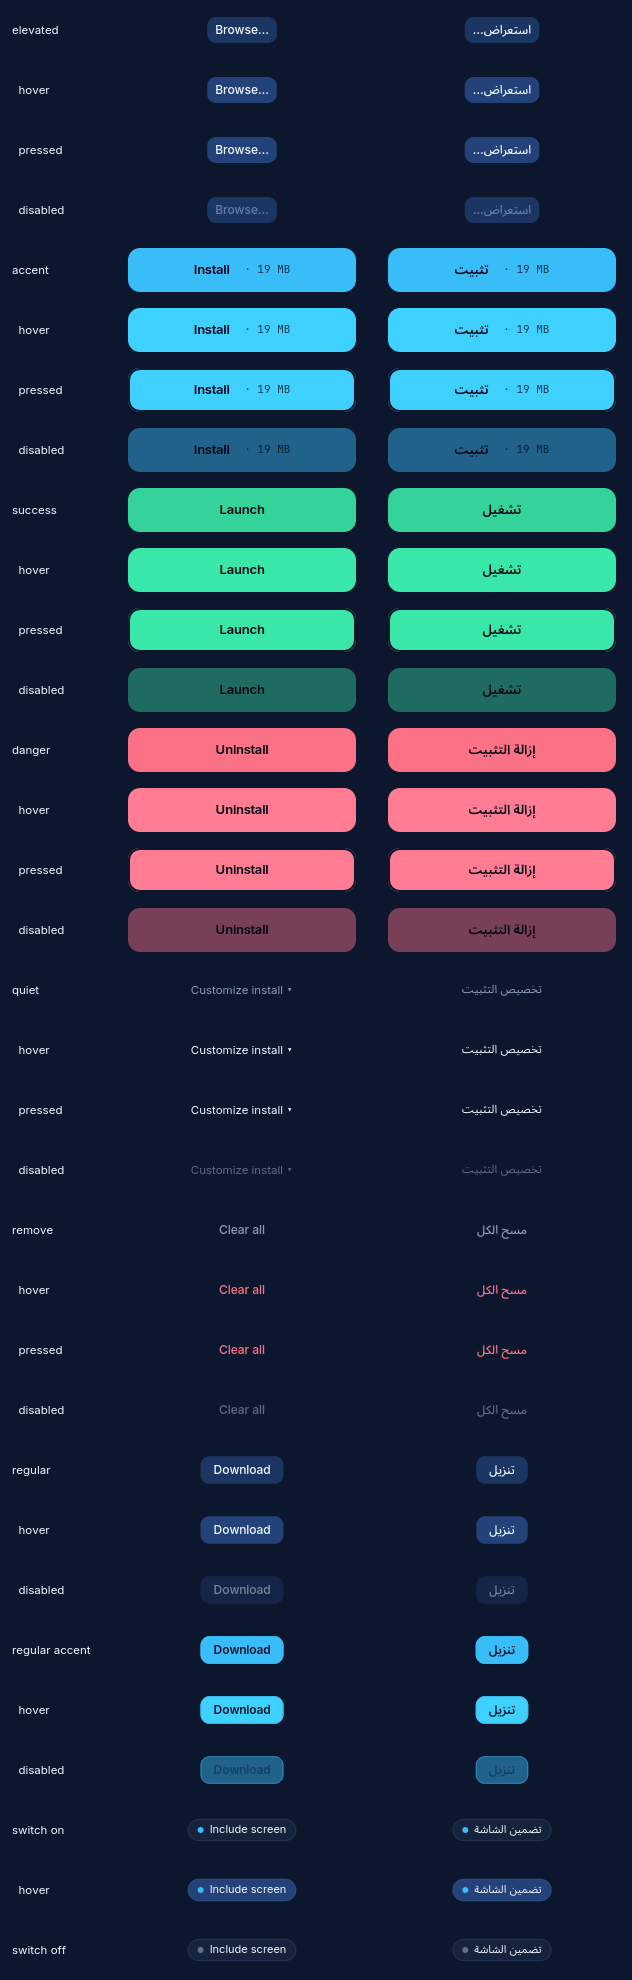 elevated Browse... استعراض...
hover Browse... استعراض...
pressed Browse... استعراض...
disabled Browse... استعراض...
accent Install · 19 MB تثبيت · 19 MB
hover Install · 19 MB تثبيت · 19 MB
pressed Install · 19 MB تثبيت · 19 MB
disabled Install · 19 MB تثبيت · 19 MB
success Launch تشغيل
hover Launch تشغيل
pressed Launch تشغيل
disabled Launch تشغيل
danger Uninstall إزالة التثبيت
hover Uninstall إزالة التثبيت
pressed Uninstall إزالة التثبيت
disabled Uninstall إزالة التثبيت
quiet Customize install ▾ تخصيص التثبيت
hover Customize install ▾ تخصيص التثبيت
pressed Customize install ▾ تخصيص التثبيت
disabled Customize install ▾ تخصيص التثبيت
remove Clear all مسح الكل
hover Clear all مسح الكل
pressed Clear all مسح الكل
disabled Clear all مسح الكل
regular Download تنزيل
hover Download تنزيل
disabled Download تنزيل
regular accent Download تنزيل
hover Download تنزيل
disabled Download تنزيل
switch on Include screen تضمين الشاشة
hover Include screen تضمين الشاشة
switch off Include screen تضمين الشاشة